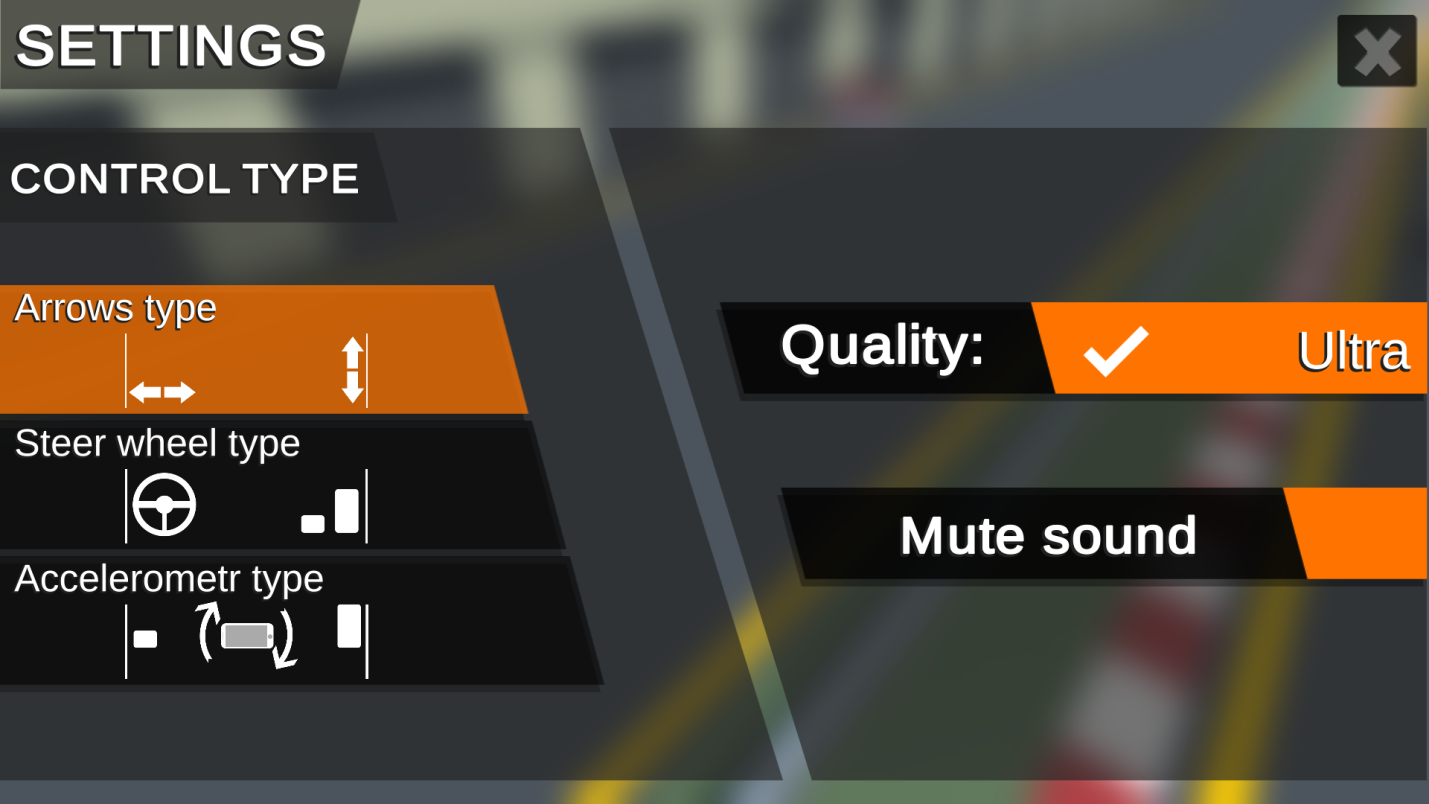 SETTINGS
CONTROL TYPE
Arrows type
Steer wheel type
Accelerometr type
Quality:
Ultra
Mute sound